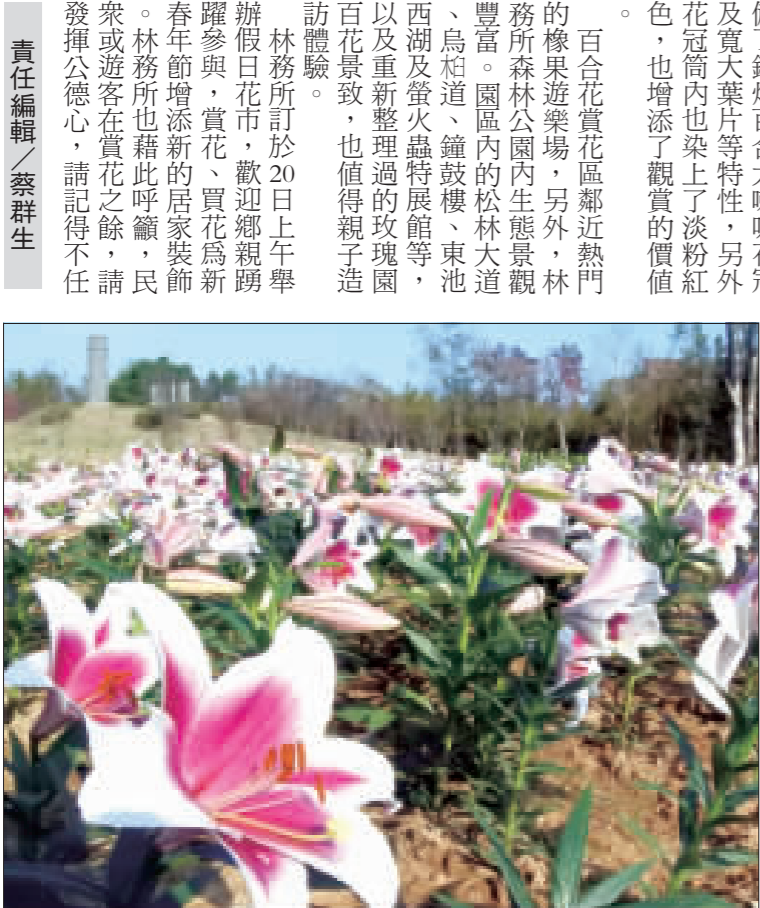 及寬大葉片等特性，另外
花冠筒內也染上了淡粉紅
色，也增添了觀賞的價值
。
百合花賞花區鄰近熱門
的橡果遊樂場，另外，林
務所森林公園內生態景觀
豐富。園區內的松林大道
、烏桕道、鐘鼓樓、東池
西湖及螢火蟲特展館等，
以及重新整理過的玫瑰園
百花景致，也值得親子造
訪體驗。
林務所訂於20日上午舉
辦假日花市，歡迎鄉親踴
躍參與，賞花、買花爲新
春年節增添新的居家裝飾
。林務所也藉此呼籲，民
衆或遊客在賞花之餘，請
發揮公德心，請記得不任
責任編輯／蔡群生